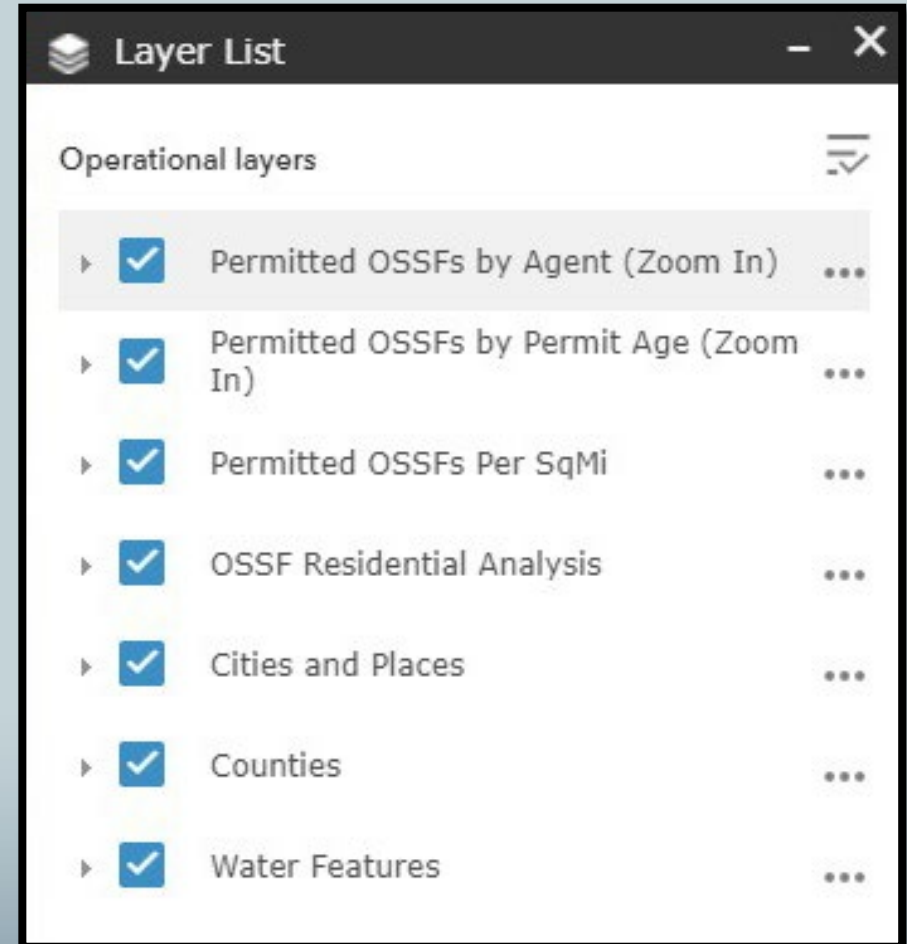 Layer List
Operational layers
Permitted OSSFs by Agent (Zoom In)
Permitted OSSFs by Permit Age (Zoom
In)
Permitted OSSFs Per SqMi
OSSF Residential Analysis
Cities and Places
Counties
Water Features